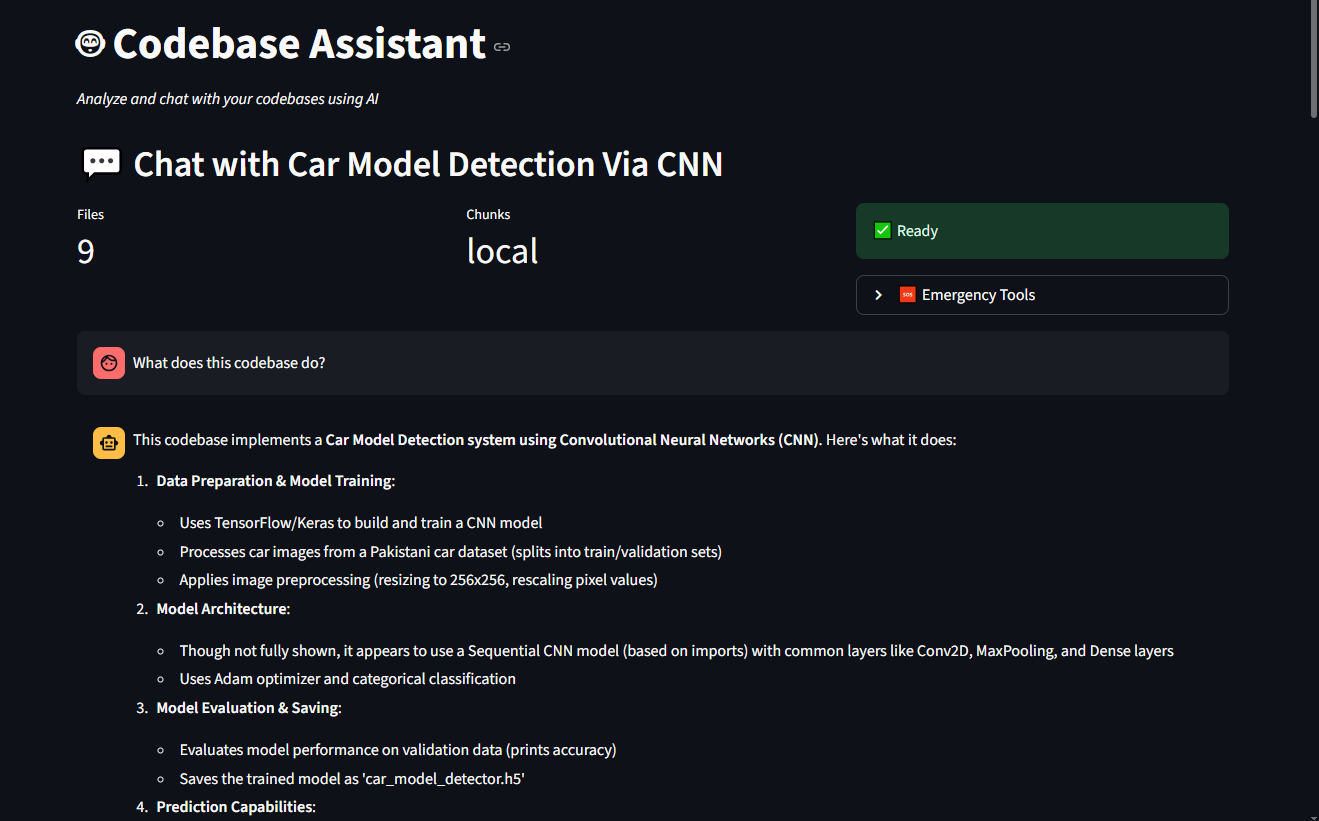 Codebase Assistant
Analyze and chat with your codebases using AI
Chat with Car Model Detection Via CNN
Files
9
Chunks
local
Ready
SOS Emergency Tools
What does this codebase do?
This codebase implements a Car Model Detection system using Convolutional Neural Networks (CNN). Here's what it does:
1. Data Preparation & Model Training:
Uses TensorFlow/Keras to build and train a CNN model
Processes car images from a Pakistani car dataset (splits into train/validation sets)
Applies image preprocessing (resizing to 256x256, rescaling pixel values)
2. Model Architecture:
Though not fully shown, it appears to use a Sequential CNN model (based on imports) with common layers like Conv2D, MaxPooling, and Dense layers
Uses Adam optimizer and categorical classification
3. Model Evaluation & Saving:
Evaluates model performance on validation data (prints accuracy)
Saves the trained model as 'car_model_detector.h5'
4. Prediction Capabilities: